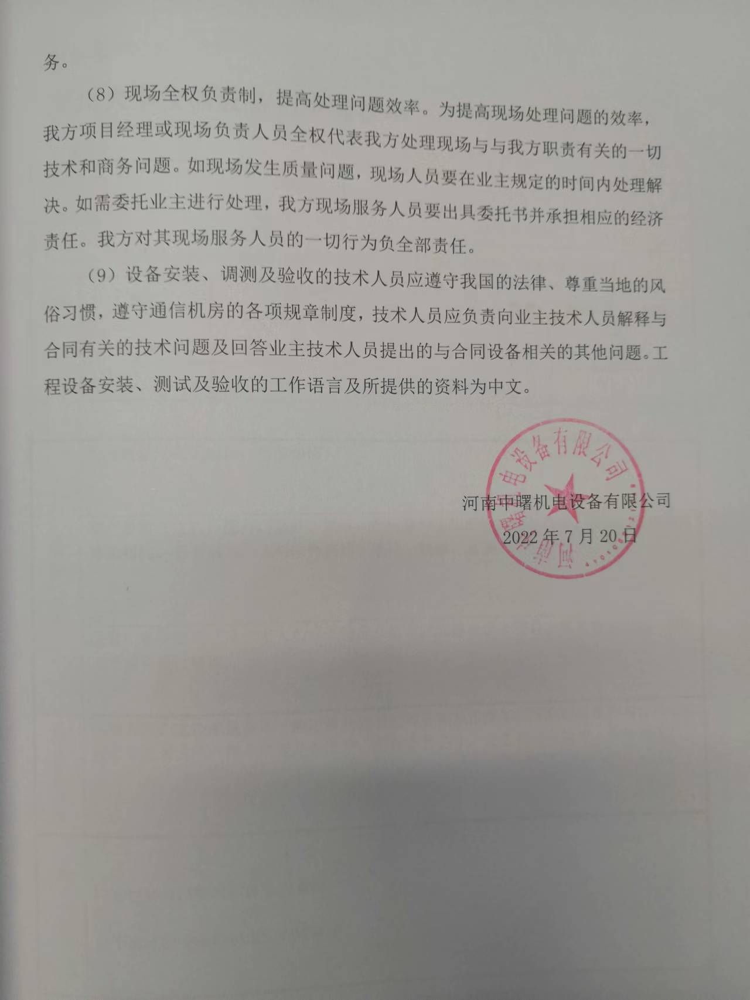 务。
（8）现场全权负责制，提高处理问题效率。为提高现场处理问题的效率，
我方项目经理或现场负责人员全权代表我方处理现场与与我方职责有关的一切
技术和商务问题。如现场发生质量问题，现场人员要在业主规定的时间内处理解
决。如需委托业主进行处理，我方现场服务人员要出具委托书并承担相应的经济
责任。我方对其现场服务人员的一切行为负全部责任。
（9）设备安装、调测及验收的技术人员应遵守我国的法律、尊重当地的风
俗习惯，遵守通信机房的各项规章制度，技术人员应负责向业主技术人员解释与
合同有关的技术问题及回答业主技术人员提出的与合同设备相关的其他问题。工
程设备安装、测试及验收的工作语言及所提供的资料为中文。
河南中曙机电设备有限公司
河南中曙机电设备有限公司
2022年7月20日